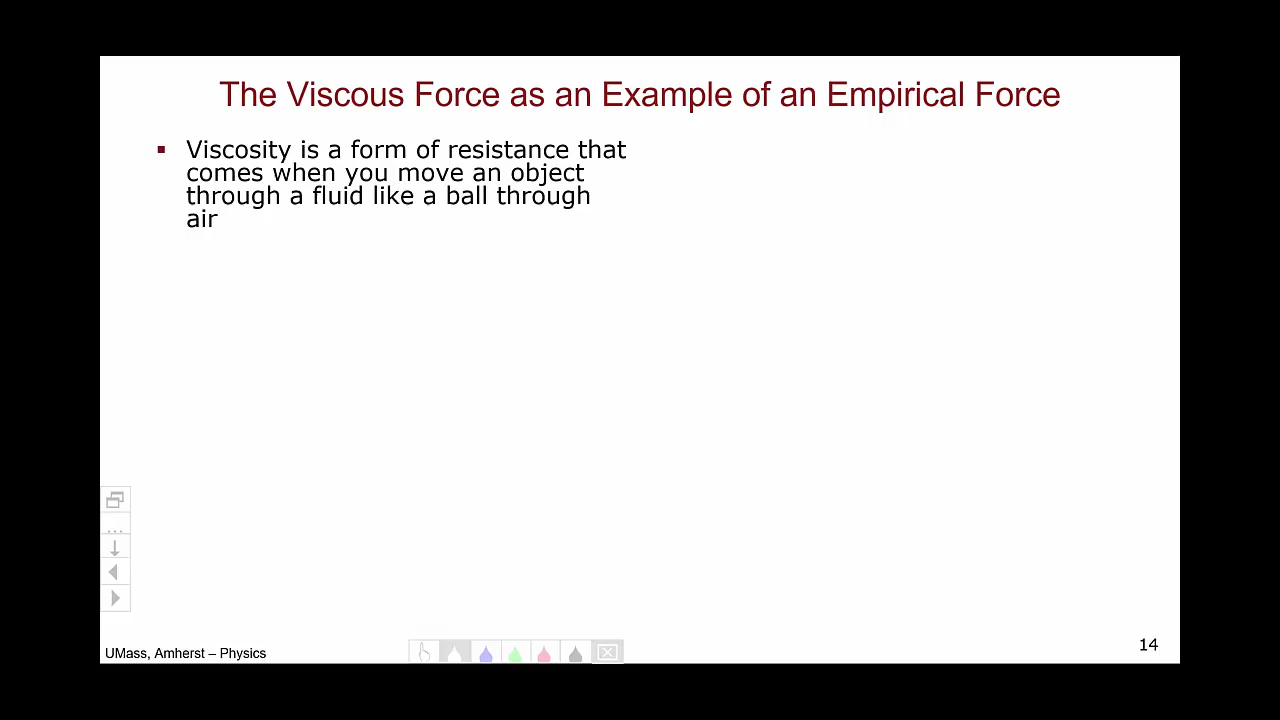 The Viscous Force as an Example of an Empirical Force
▪ Viscosity is a form of resistance that
comes when you move an object
through a fluid like a ball through
air
...
UMass, Amherst – Physics
14